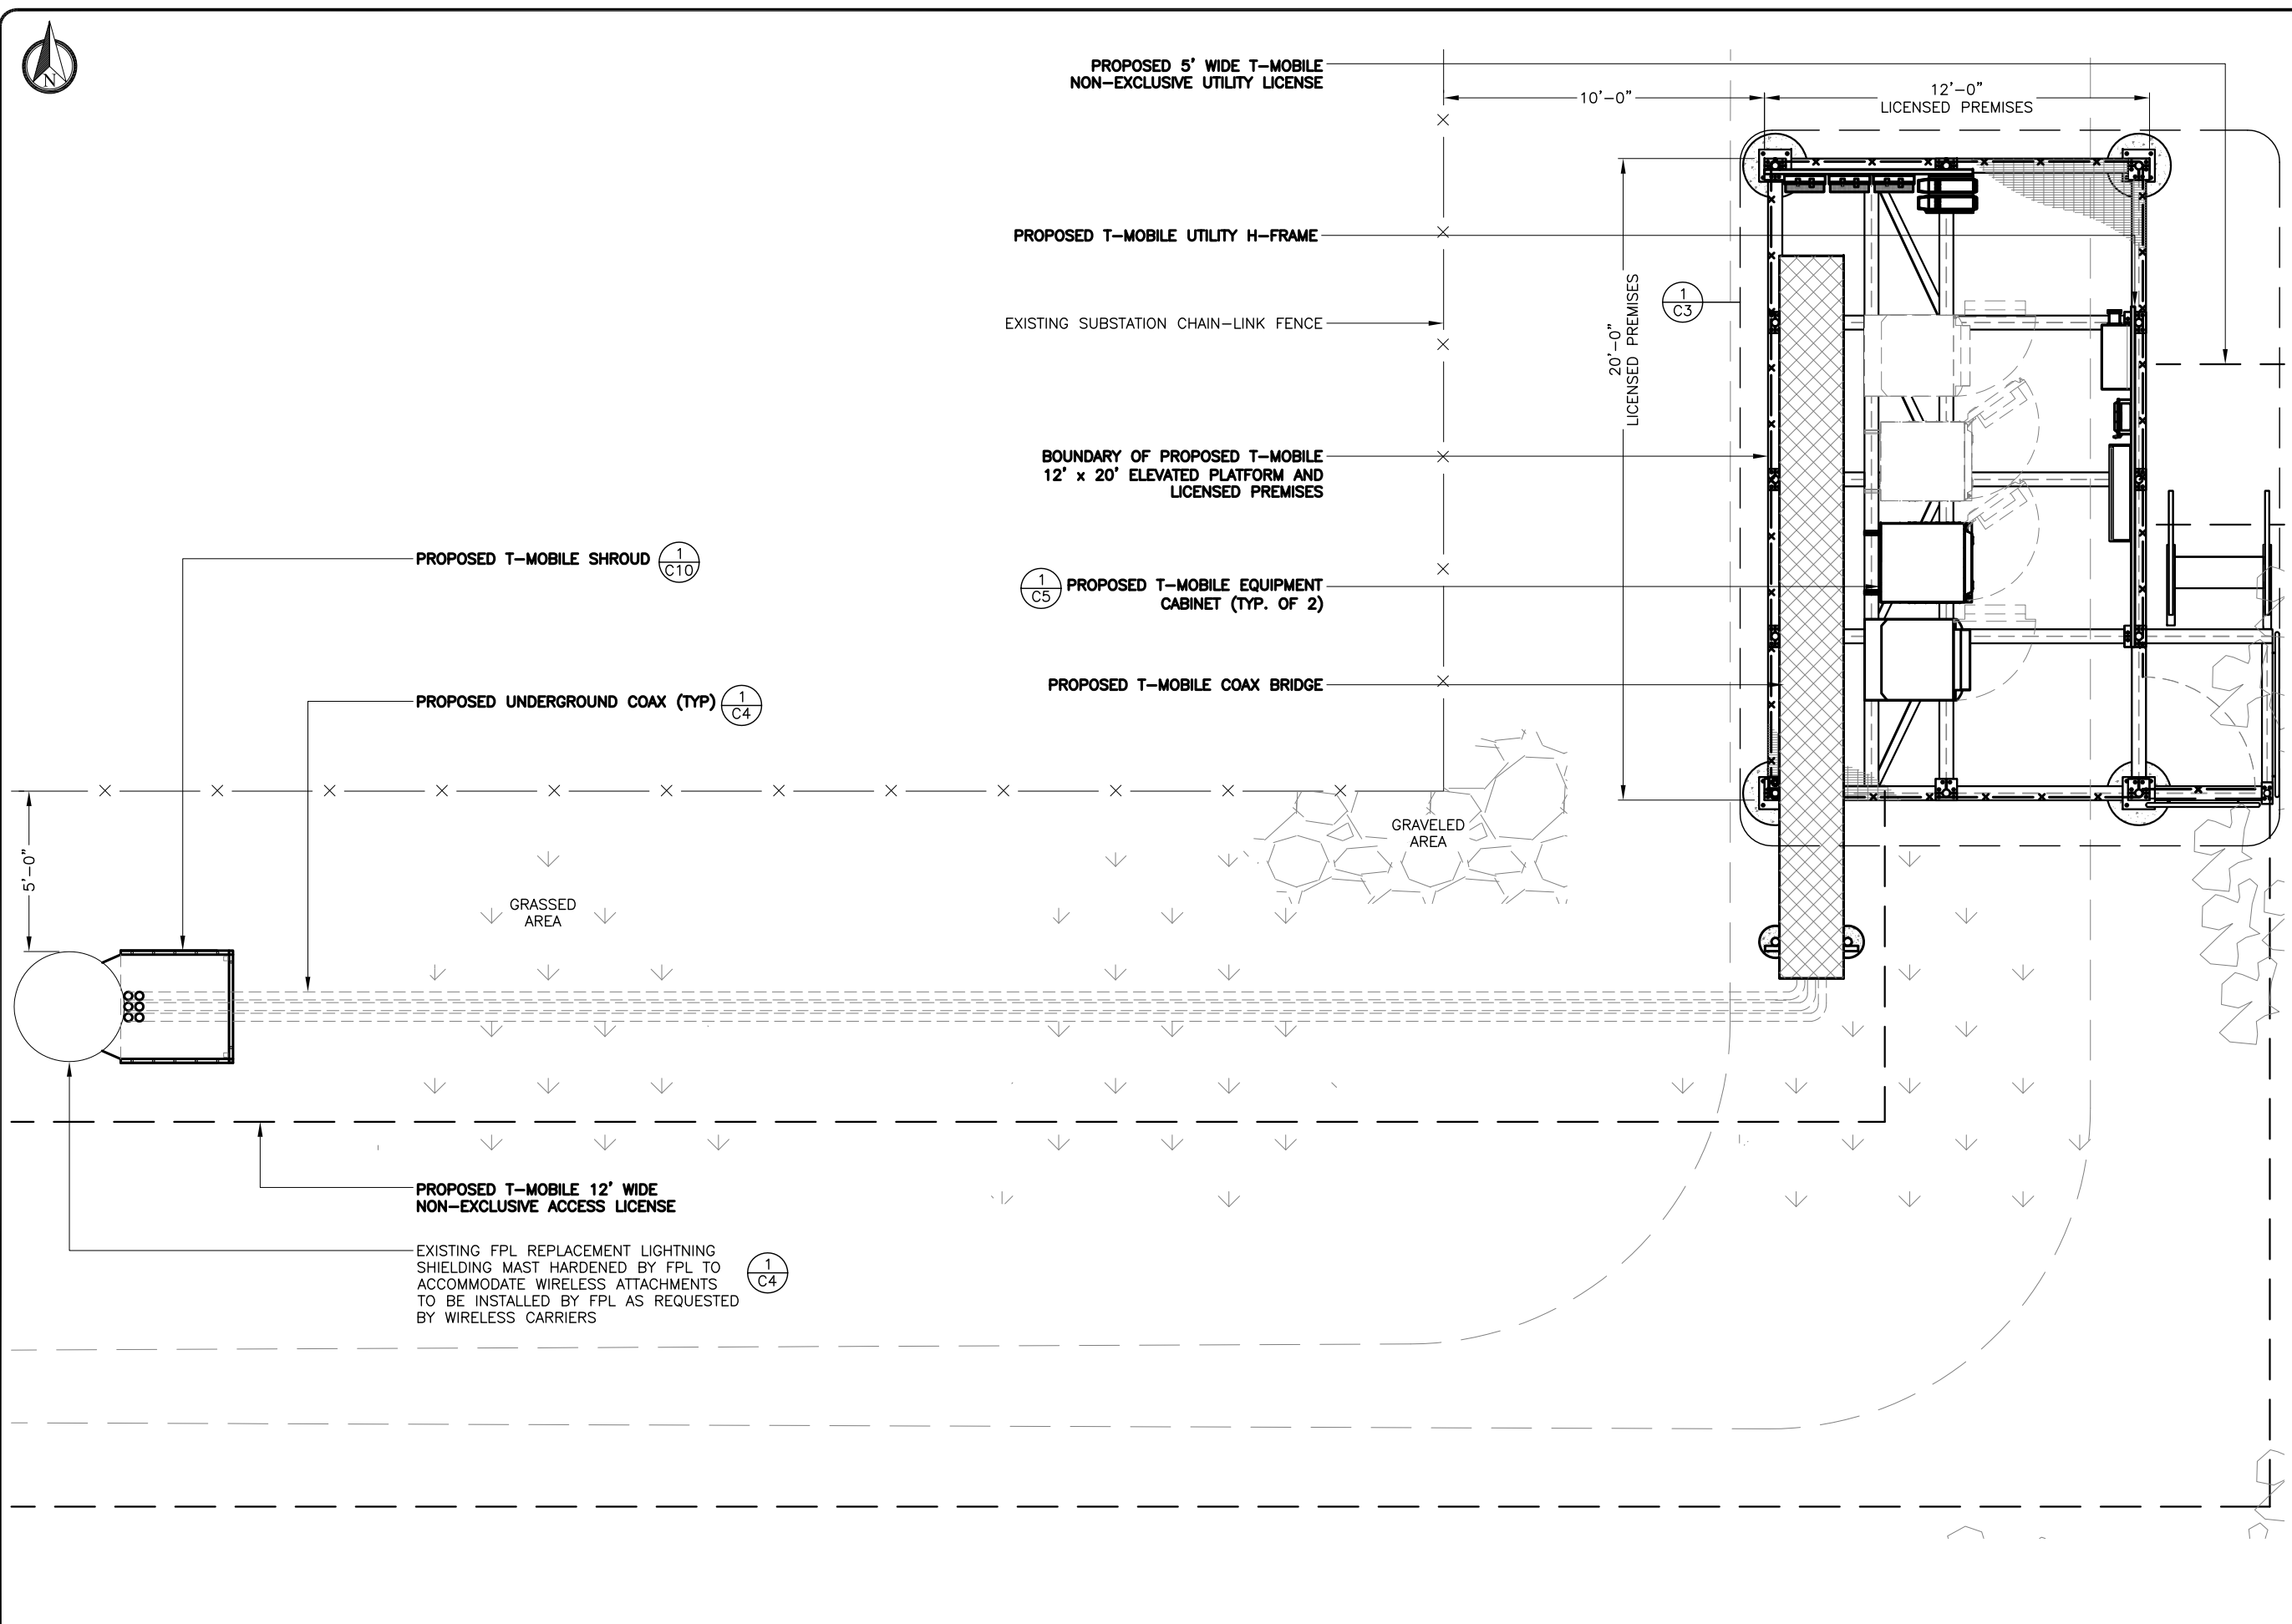 N
PROPOSED 5' WIDE T-MOBILE
NON-EXCLUSIVE UTILITY LICENSE
10'-0"
12'-0"
LICENSED PREMISES
PROPOSED T-MOBILE UTILITY H-FRAME
EXISTING SUBSTATION CHAIN-LINK FENCE
20'-0"
LICENSED PREMISES
1
C3
BOUNDARY OF PROPOSED T-MOBILE
12' x 20' ELEVATED PLATFORM AND
LICENSED PREMISES
PROPOSED T-MOBILE SHROUD
1
C10
1
C5
PROPOSED T-MOBILE EQUIPMENT
CABINET (TYP. OF 2)
PROPOSED T-MOBILE COAX BRIDGE
PROPOSED UNDERGROUND COAX (TYP)
1
C4
GRAVELED
AREA
5'-0"
GRASSED
AREA
PROPOSED T-MOBILE 12' WIDE
NON-EXCLUSIVE ACCESS LICENSE
EXISTING FPL REPLACEMENT LIGHTNING
SHIELDING MAST HARDENED BY FPL TO
ACCOMMODATE WIRELESS ATTACHMENTS
TO BE INSTALLED BY FPL AS REQUESTED
BY WIRELESS CARRIERS
1
C4